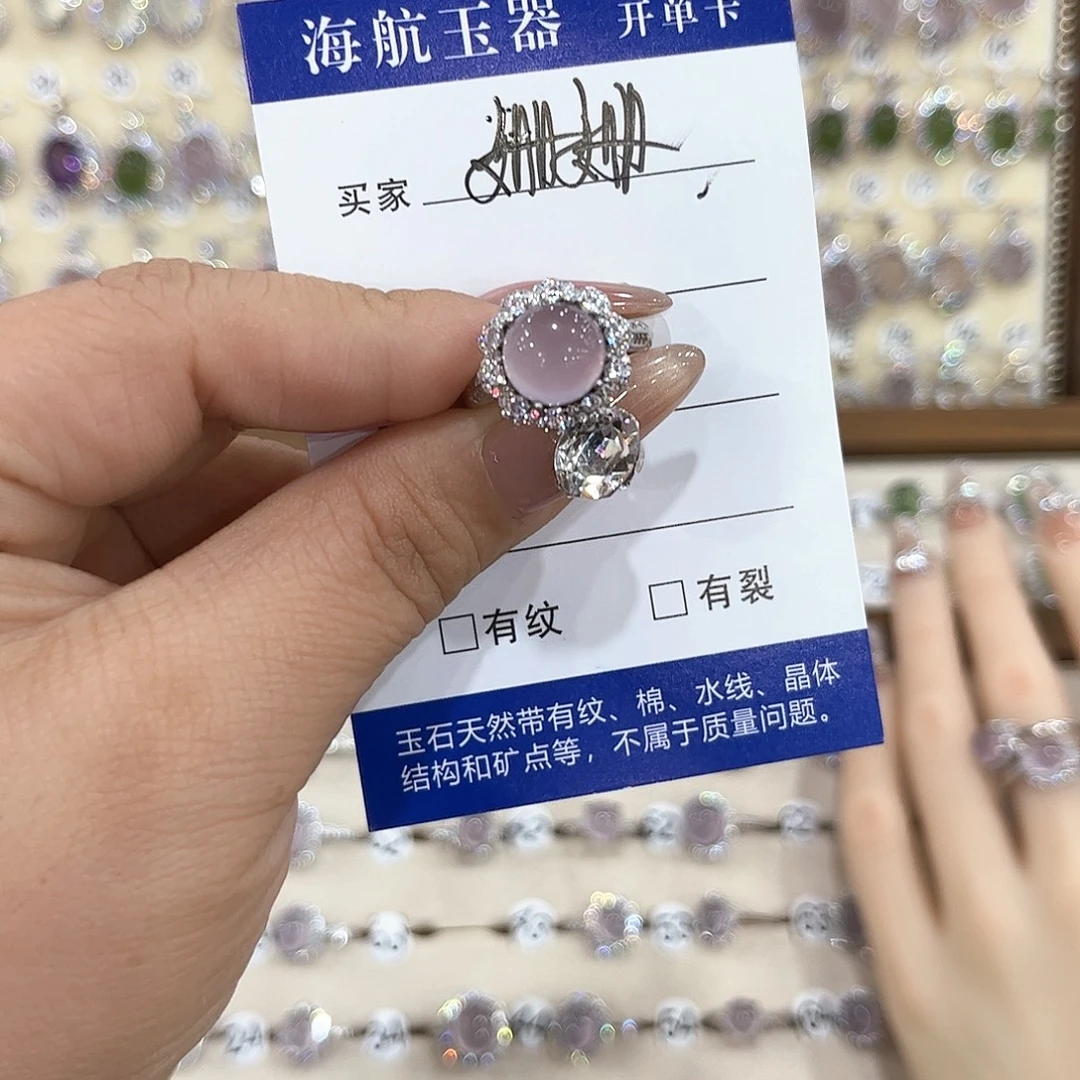 海航玉器 开单卡
买家
□有纹 □有裂
玉石天然带有纹、棉、水线、晶体
结构和矿点等，不属于质量问题。